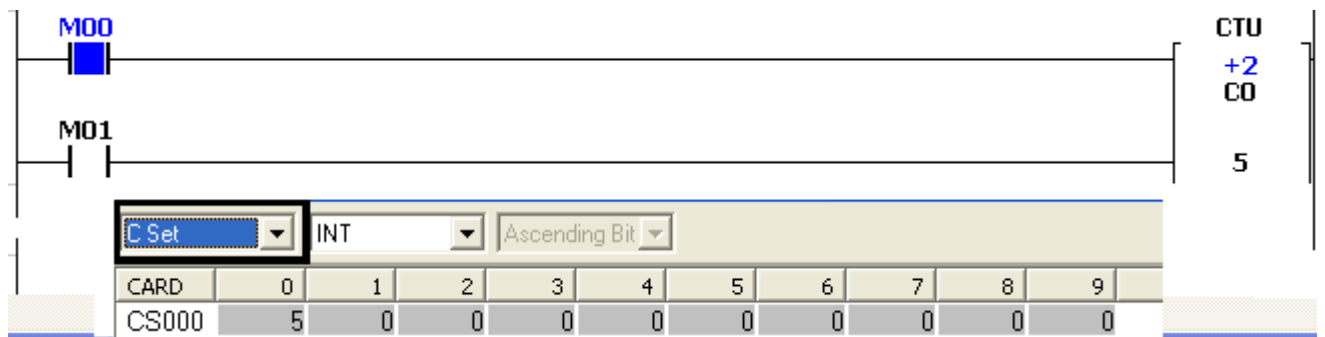 M00 CTU
+2
C0
M01
5
C Set INT Ascending Bit
CARD 0 1 2 3 4 5 6 7 8 9
CS000 5 0 0 0 0 0 0 0 0 0